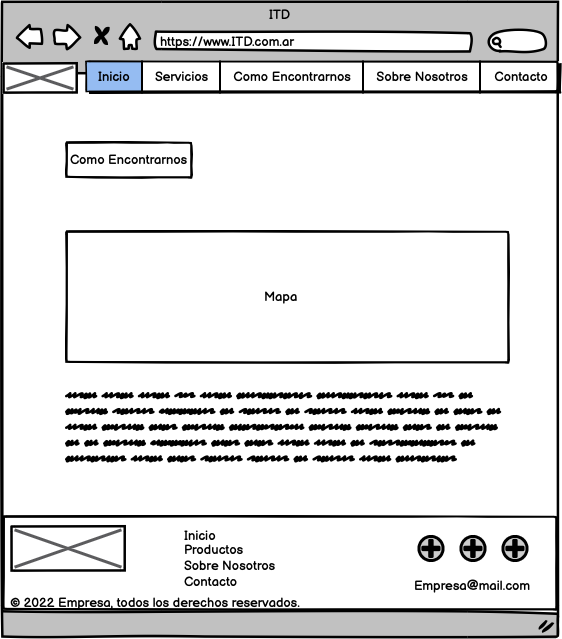 ITD
https://www.ITD.com.ar
Inicio
Servicios
Como Encontrarnos
Sobre Nosotros
Contacto
Como Encontrarnos
Mapa
Inicio
Productos
Sobre Nosotros
Contacto
Empresa@mail.com
© 2022 Empresa, todos los derechos reservados.